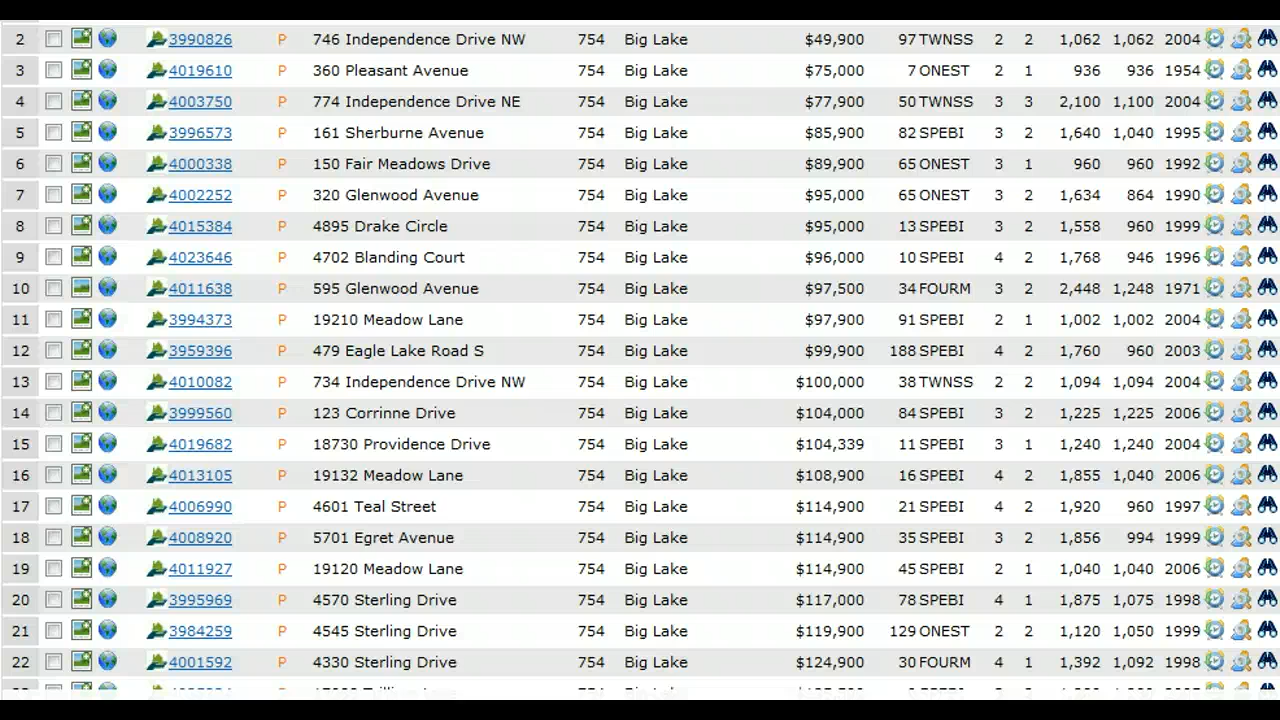 2 3990826 P 746 Independence Drive NW 754 Big Lake $49,900 97 TWNSS 2 2 1,062 1,062 2004
3 4019610 P 360 Pleasant Avenue 754 Big Lake $75,000 7 ONEST 2 1 936 936 1954
4 4003750 P 774 Independence Drive NE 754 Big Lake $77,900 50 TWNSS 3 3 2,100 1,100 2004
5 3996573 P 161 Sherburne Avenue 754 Big Lake $85,900 82 SPEBI 3 2 1,640 1,040 1995
6 4000338 P 150 Fair Meadows Drive 754 Big Lake $89,900 65 ONEST 3 1 960 960 1992
7 4002252 P 320 Glenwood Avenue 754 Big Lake $95,000 65 ONEST 3 2 1,634 864 1990
8 4015384 P 4895 Drake Circle 754 Big Lake $95,000 13 SPEBI 3 2 1,558 960 1999
9 4023646 P 4702 Blanding Court 754 Big Lake $96,000 10 SPEBI 4 2 1,768 946 1996
10 4011638 P 595 Glenwood Avenue 754 Big Lake $97,500 34 FOURM 3 2 2,448 1,248 1971
11 3994373 P 19210 Meadow Lane 754 Big Lake $97,900 91 SPEBI 2 1 1,002 1,002 2004
12 3959396 P 479 Eagle Lake Road S 754 Big Lake $99,900 188 SPEBI 4 2 1,760 960 2003
13 4010082 P 734 Independence Drive NW 754 Big Lake $100,000 38 TWNSS 2 2 1,094 1,094 2004
14 3999560 P 123 Corrinne Drive 754 Big Lake $104,000 84 SPEBI 3 2 1,225 1,225 2006
15 4019682 P 18730 Providence Drive 754 Big Lake $104,339 11 SPEBI 3 1 1,240 1,240 2004
16 4013105 P 19132 Meadow Lane 754 Big Lake $108,900 16 SPEBI 4 2 1,855 1,040 2006
17 4006990 P 4601 Teal Street 754 Big Lake $114,900 21 SPEBI 4 2 1,920 960 1997
18 4008920 P 5701 Egret Avenue 754 Big Lake $114,900 35 SPEBI 3 2 1,856 994 1999
19 4011927 P 19120 Meadow Lane 754 Big Lake $114,900 45 SPEBI 2 1 1,040 1,040 2006
20 3995969 P 4570 Sterling Drive 754 Big Lake $117,000 78 SPEBI 4 1 1,875 1,075 1998
21 3984259 P 4545 Sterling Drive 754 Big Lake $119,900 129 ONEST 2 2 1,120 1,050 1999
22 4001592 P 4330 Sterling Drive 754 Big Lake $124,900 30 FOURM 4 1 1,392 1,092 1998